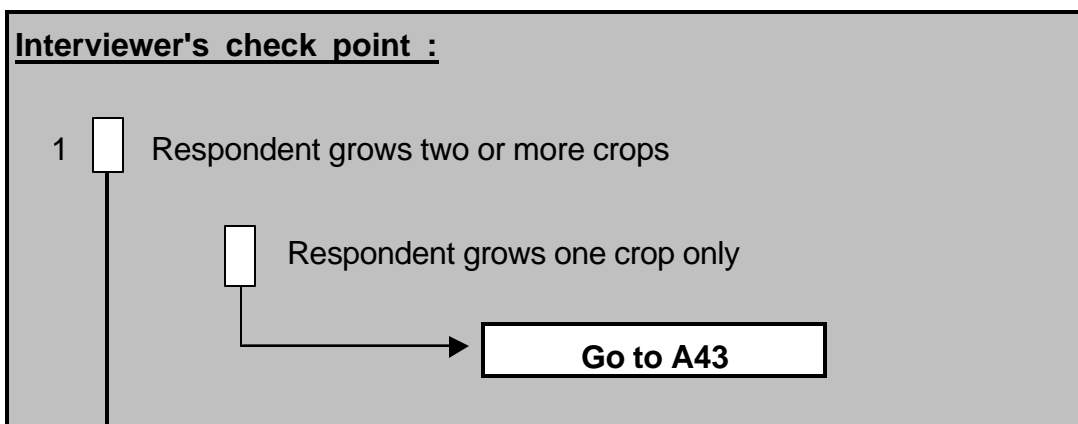 Interviewer's check point :
1 Respondent grows two or more crops
Respondent grows one crop only
Go to A43